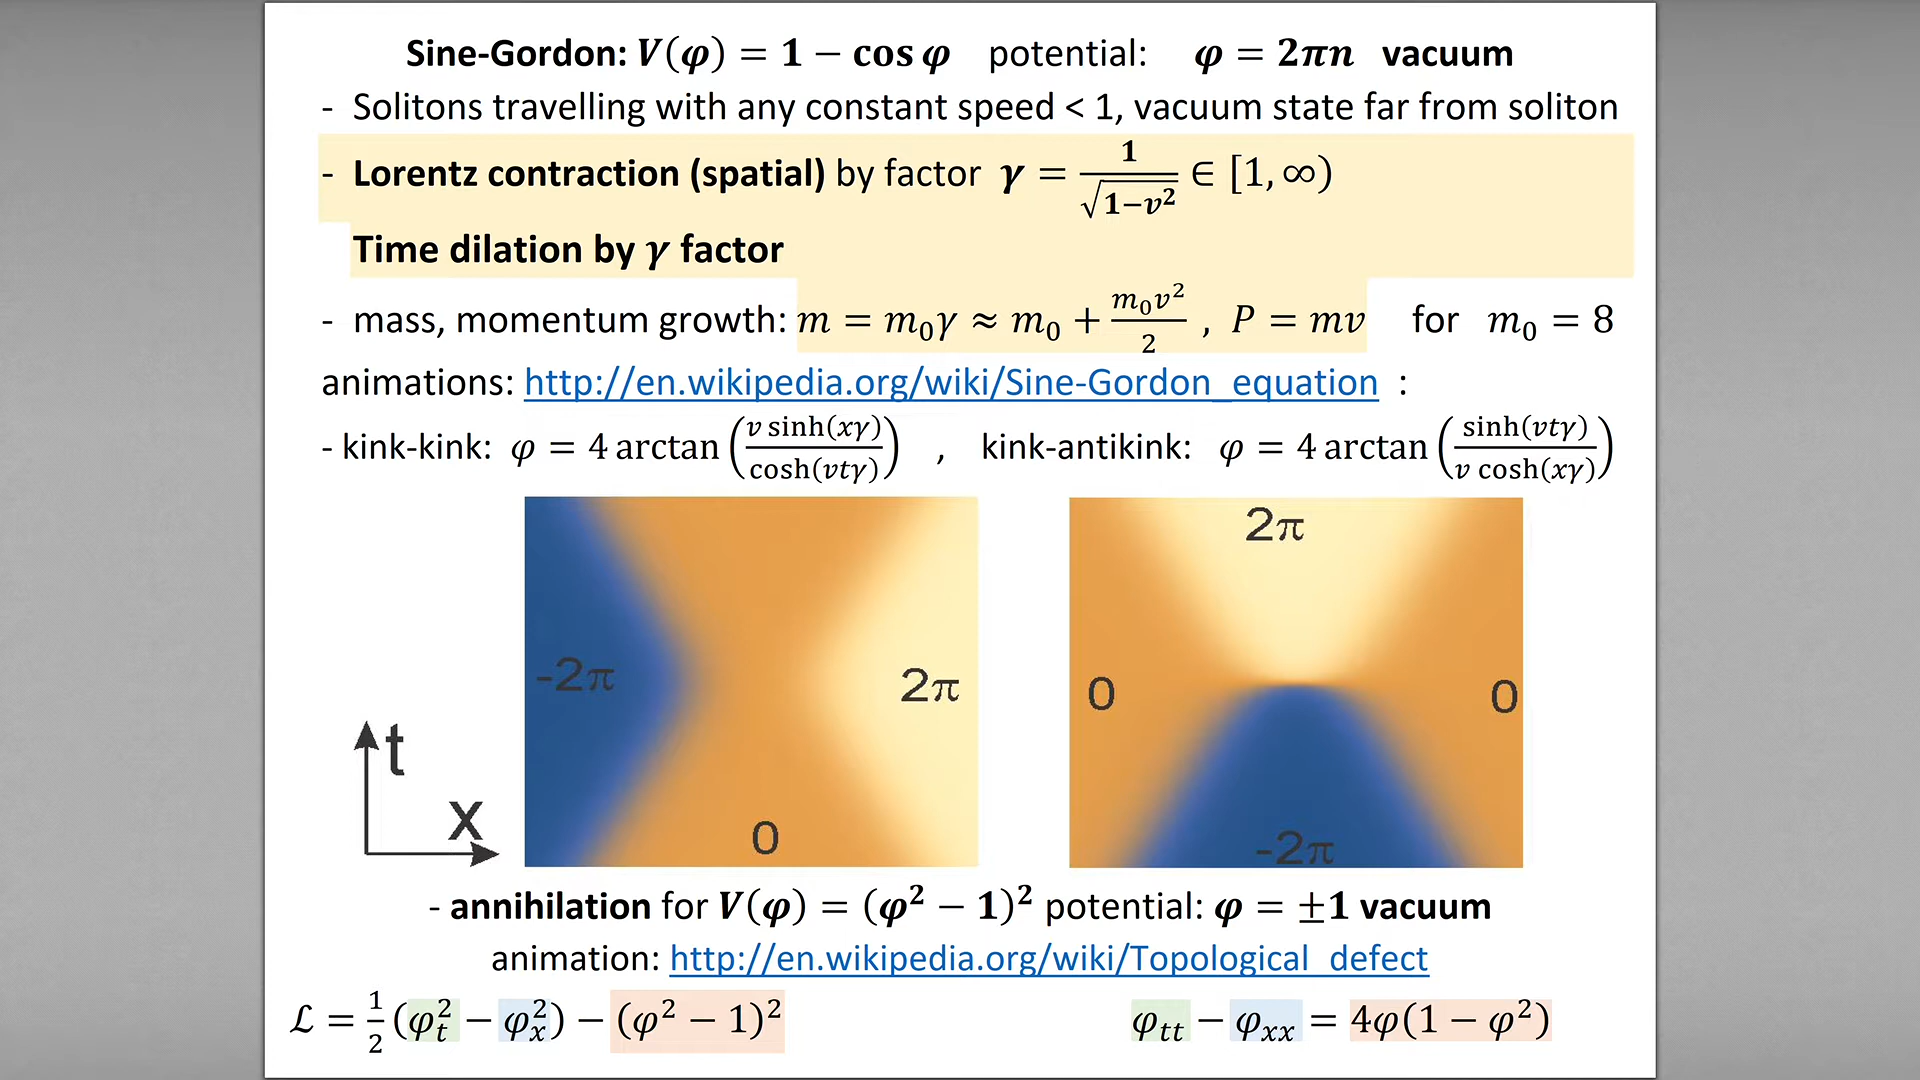 Sine-Gordon: V(φ) = 1 − cos φ potential: φ = 2πn vacuum
- Solitons travelling with any constant speed < 1, vacuum state far from soliton
- Lorentz contraction (spatial) by factor γ = 1/√(1−v²) ∈ [1, ∞)
Time dilation by γ factor
- mass, momentum growth: m = m₀γ ≈ m₀ + m₀v²/2 , P = mv for m₀ = 8
animations: http://en.wikipedia.org/wiki/Sine-Gordon_equation :
- kink-kink: φ = 4 arctan (v sinh(xγ)/cosh(vtγ)) , kink-antikink: φ = 4 arctan (sinh(vtγ)/v cosh(xγ))
-2π
2π
0
t
x
2π
0
0
-2π
- annihilation for V(φ) = (φ² − 1)² potential: φ = ±1 vacuum
animation: http://en.wikipedia.org/wiki/Topological_defect
ℒ = 1/2 (φₜ² − φₓ²) − (φ² − 1)²
φₜₜ − φₓₓ = 4φ(1 − φ²)